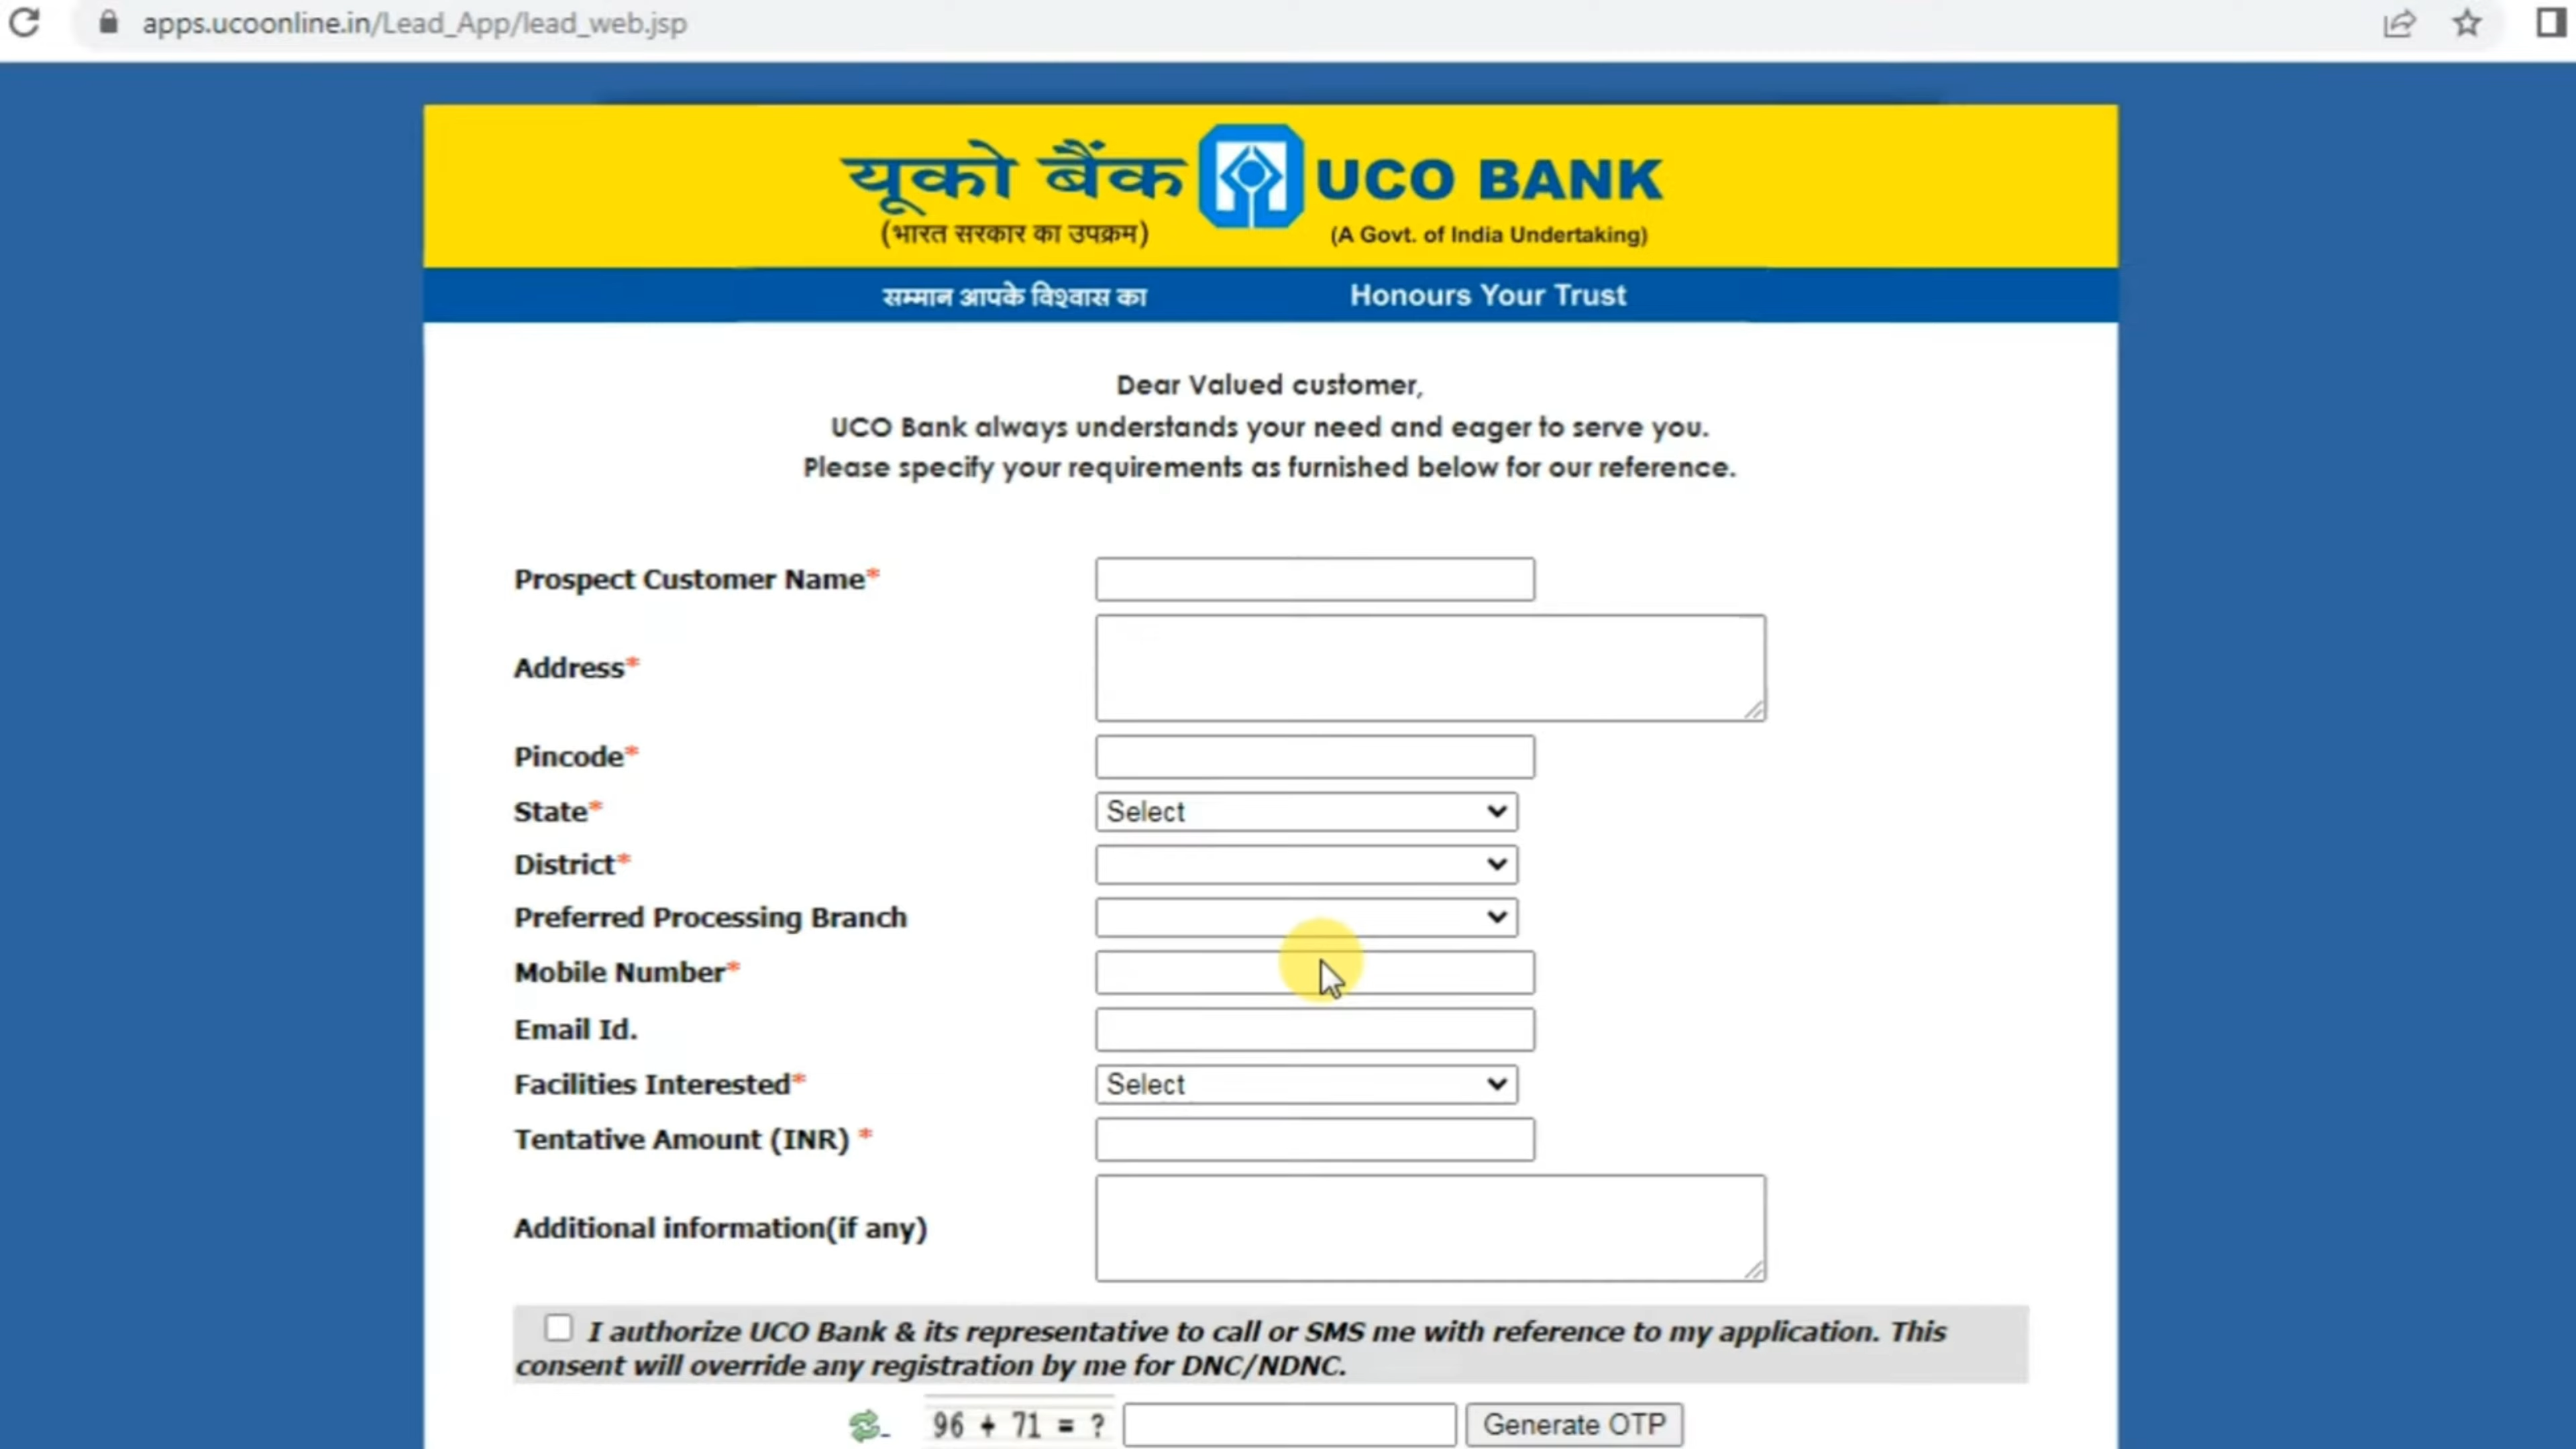 apps.ucoonline.in/Lead_App/lead_web.jsp
यूको बैंक UCO BANK
(भारत सरकार का उपक्रम) (A Govt. of India Undertaking)
सम्मान आपके विश्वास का Honours Your Trust
Dear Valued customer,
UCO Bank always understands your need and eager to serve you.
Please specify your requirements as furnished below for our reference.
Prospect Customer Name*
Address*
Pincode*
State* Select
District*
Preferred Processing Branch
Mobile Number*
Email Id.
Facilities Interested* Select
Tentative Amount (INR) *
Additional information(if any)
I authorize UCO Bank & its representative to call or SMS me with reference to my application. This
consent will override any registration by me for DNC/NDNC.
96 + 71 = ? Generate OTP